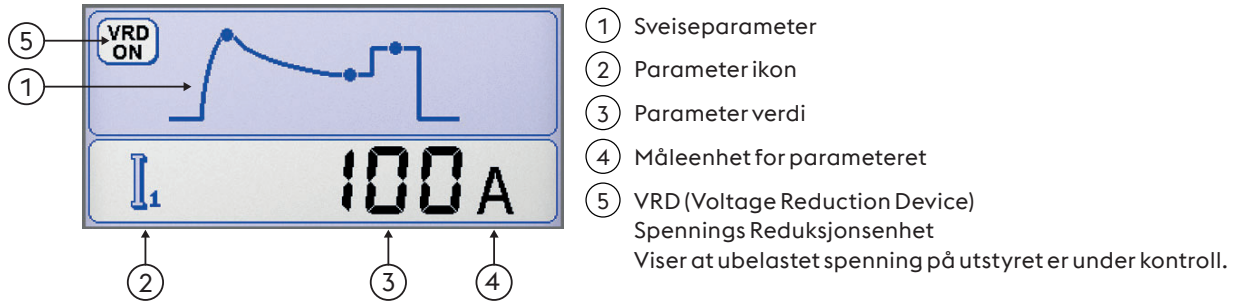 5
VRD
ON
1
I1
100 A
2
3
4
1 Sveiseparameter
2 Parameter ikon
3 Parameter verdi
4 Måleenhet for parameteret
5 VRD (Voltage Reduction Device)
Spennings Reduksjonsenhet
Viser at ubelastet spenning på utstyret er under kontroll.